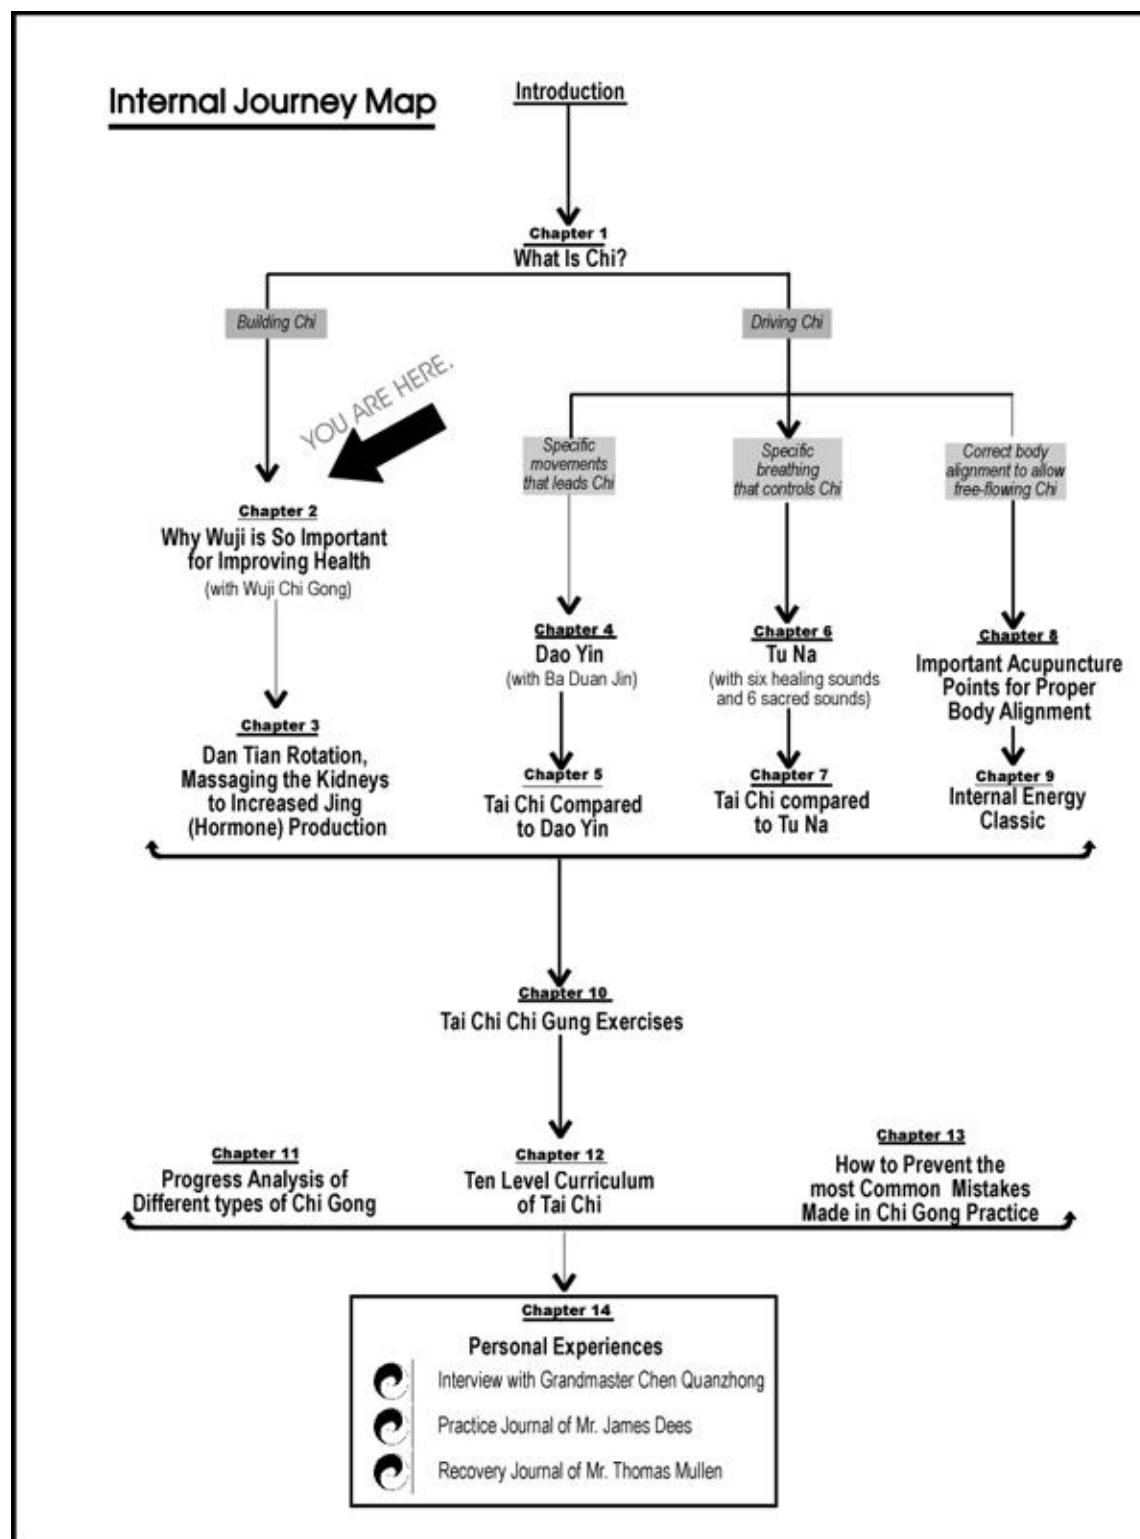 Internal Journey Map
Introduction
Chapter 1
What Is Chi?
Building Chi
Driving Chi
YOU ARE HERE.
Specific
movements
that leads Chi
Specific
breathing
that controls Chi
Correct body
alignment to allow
free-flowing Chi
Chapter 2
Why Wuji is So Important
for Improving Health
(with Wuji Chi Gong)
Chapter 3
Dan Tian Rotation,
Massaging the Kidneys
to Increased Jing
(Hormone) Production
Chapter 4
Dao Yin
(with Ba Duan Jin)
Chapter 5
Tai Chi Compared
to Dao Yin
Chapter 6
Tu Na
(with six healing sounds
and 6 sacred sounds)
Chapter 7
Tai Chi compared
to Tu Na
Chapter 8
Important Acupuncture
Points for Proper
Body Alignment
Chapter 9
Internal Energy
Classic
Chapter 10
Tai Chi Chi Gung Exercises
Chapter 11
Progress Analysis of
Different types of Chi Gong
Chapter 12
Ten Level Curriculum
of Tai Chi
Chapter 13
How to Prevent the
most Common Mistakes
Made in Chi Gong Practice
Chapter 14
Personal Experiences
Interview with Grandmaster Chen Quanzhong
Practice Journal of Mr. James Dees
Recovery Journal of Mr. Thomas Mullen